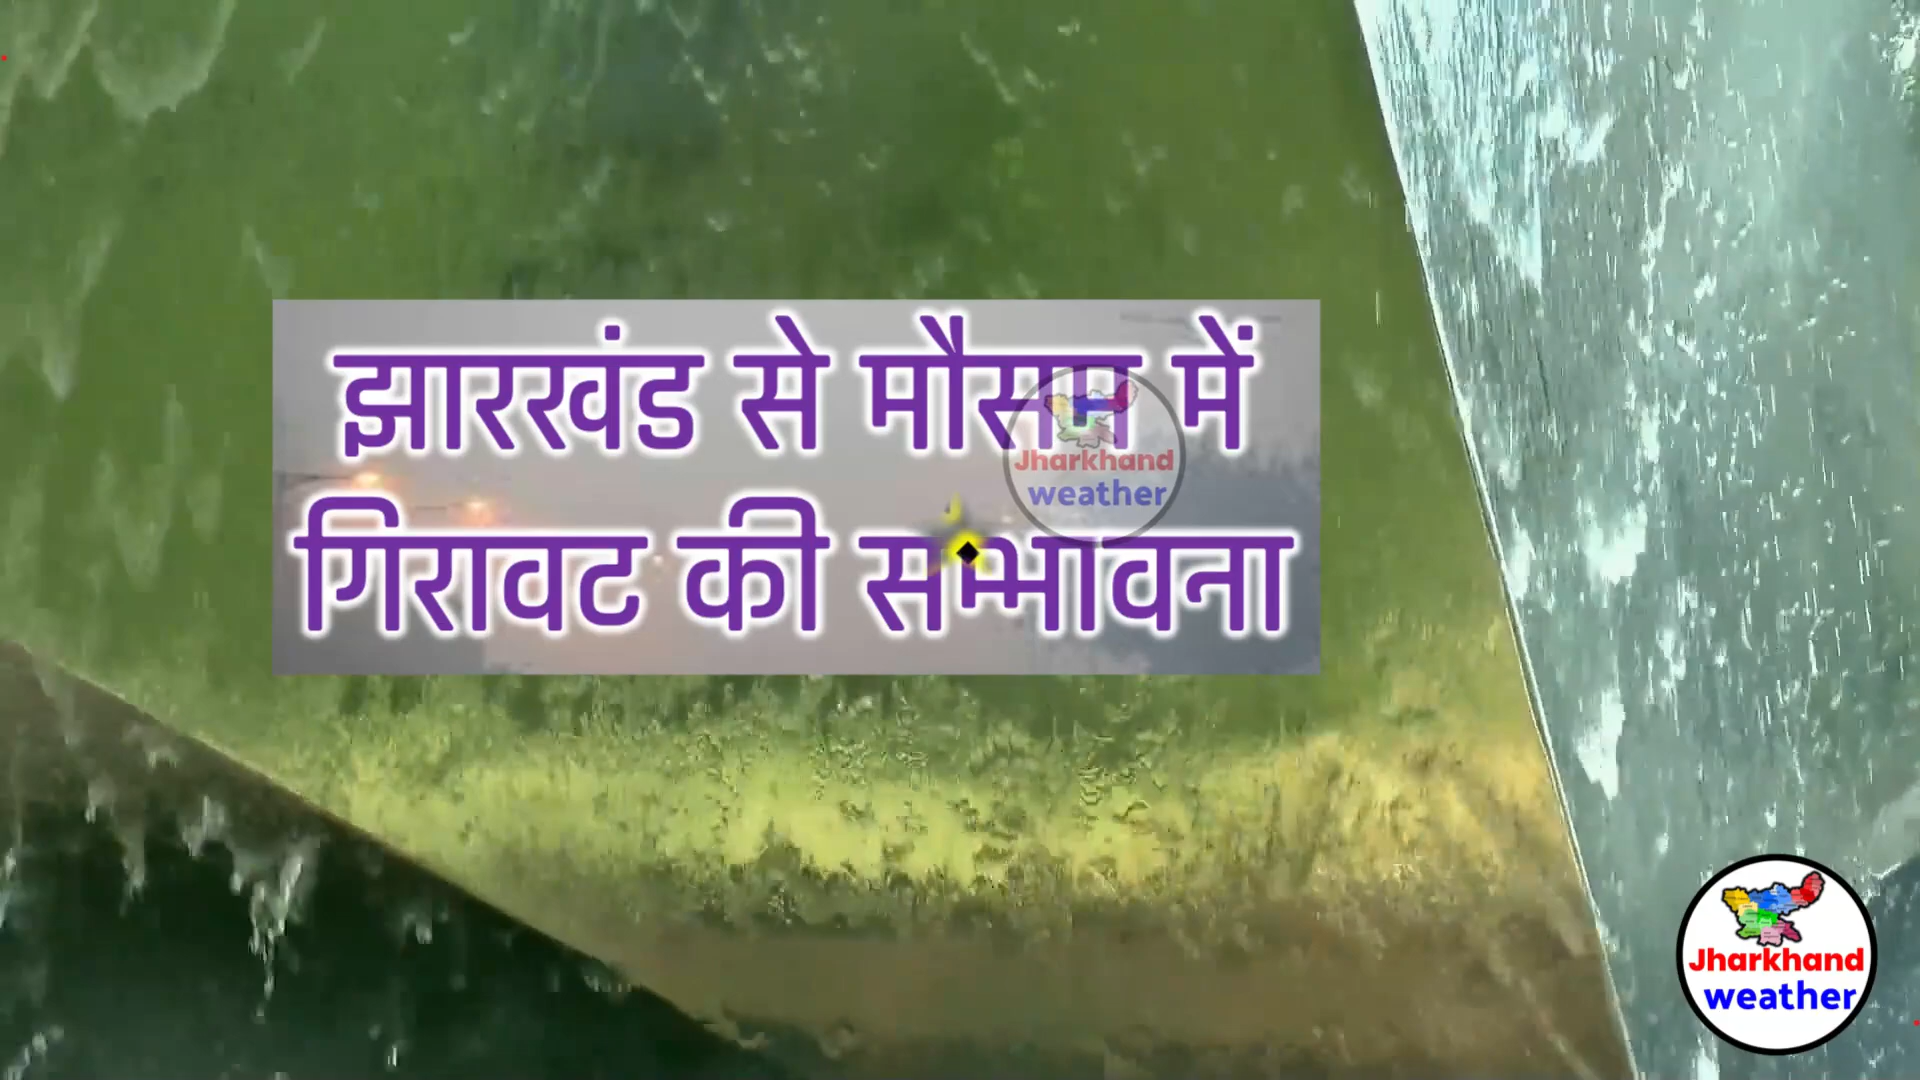 झारखंड से मौसम में
गिरावट की सम्भावना
Jharkhand
weather
Jharkhand
weather